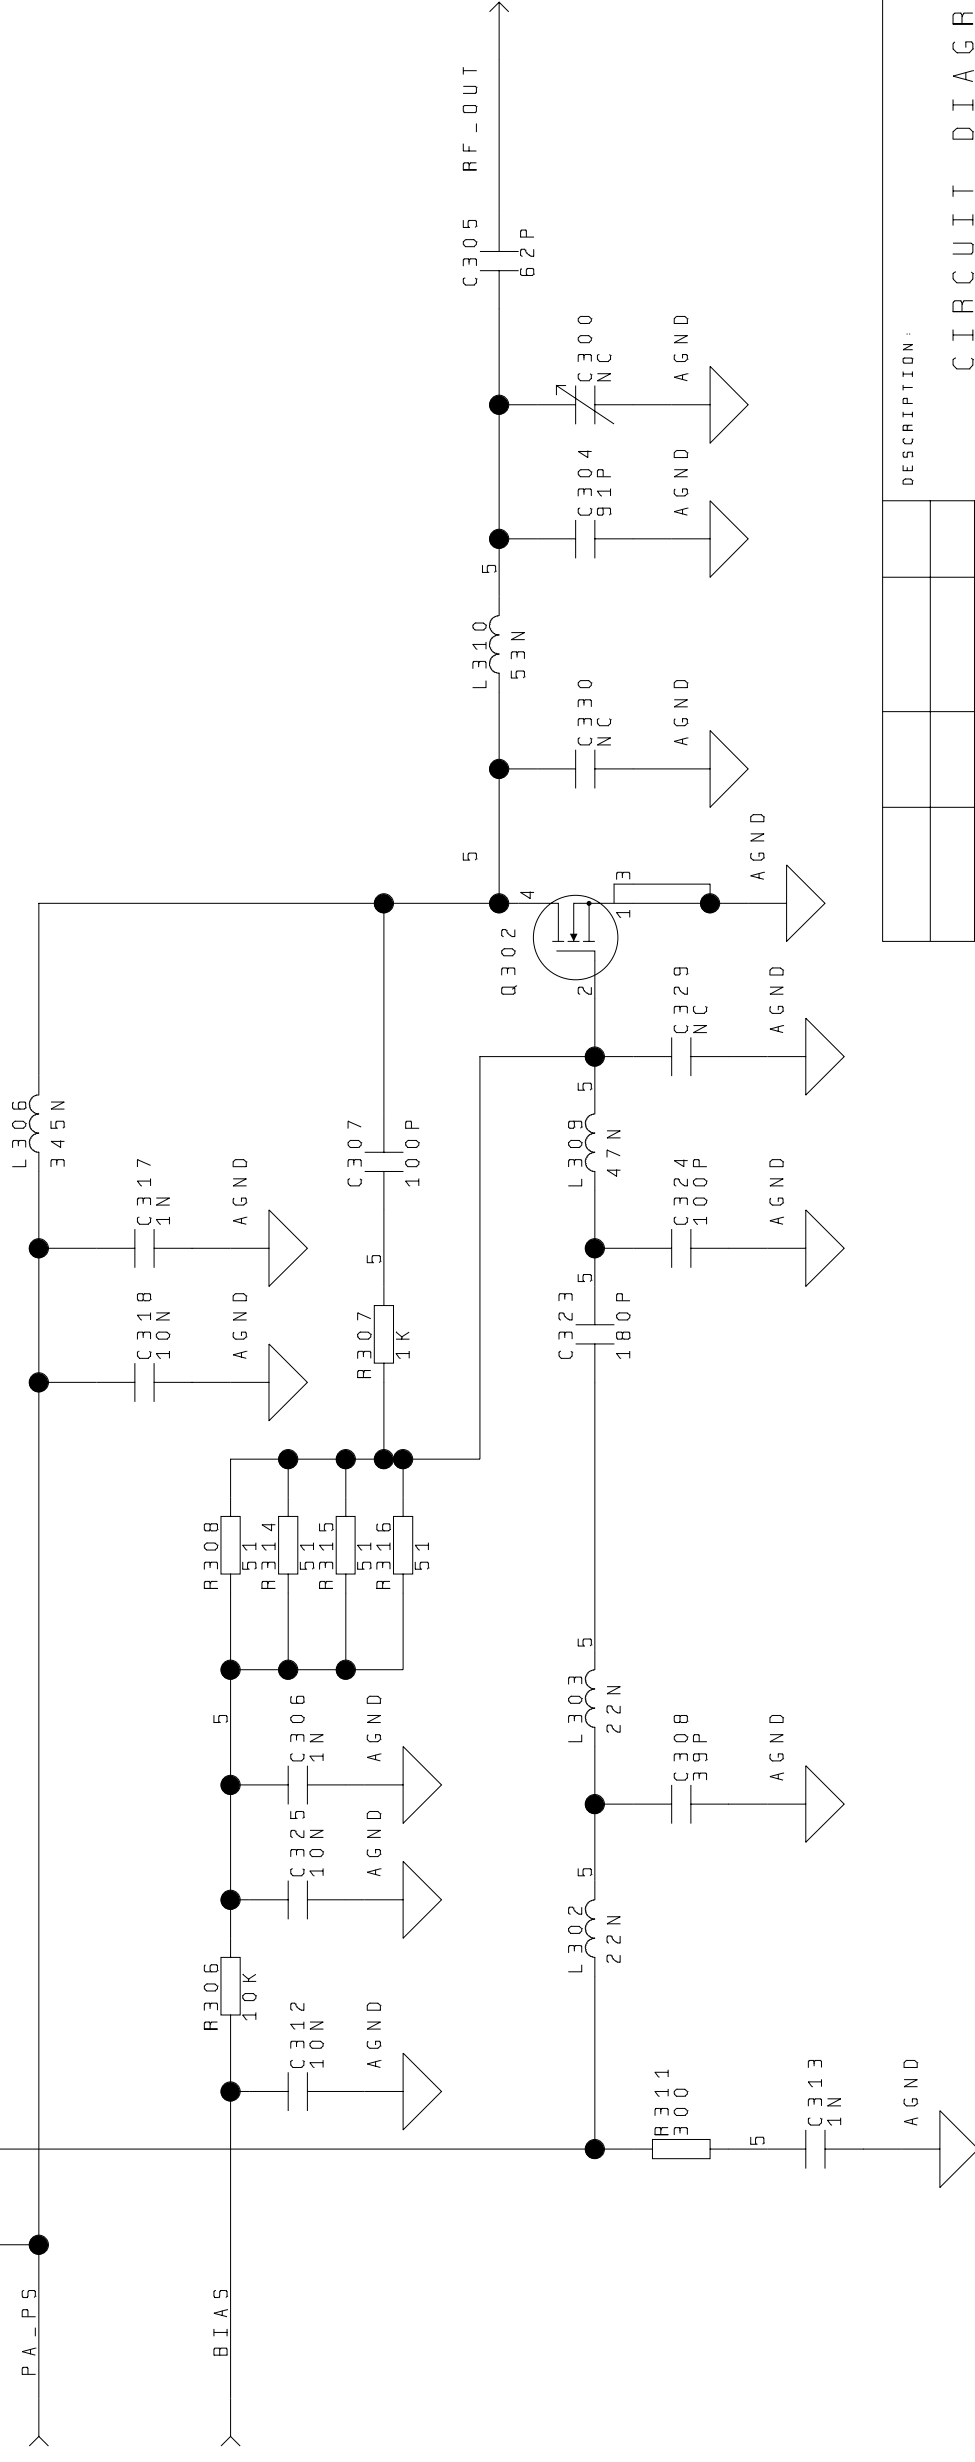 PA_PS
BIAS
L306
345N
C317
1N
AGND
C318
10N
AGND
C307
100P
5
R307
1K
R308
51
R314
51
R315
51
R316
51
5
C306
1N
AGND
C325
10N
AGND
R306
10K
C312
10N
AGND
RF_OUT
C305
62P
C300
NC
AGND
C304
91P
AGND
5
L310
53N
C330
NC
AGND
5
4
Q302
1
3
2
AGND
C329
NC
AGND
5
L309
47N
C324
100P
AGND
5
C323
180P
5
L303
22N
C308
39P
AGND
5
L302
22N
R311
300
5
C313
1N
AGND
DESCRIPTION:
CIRCUIT DIAGR